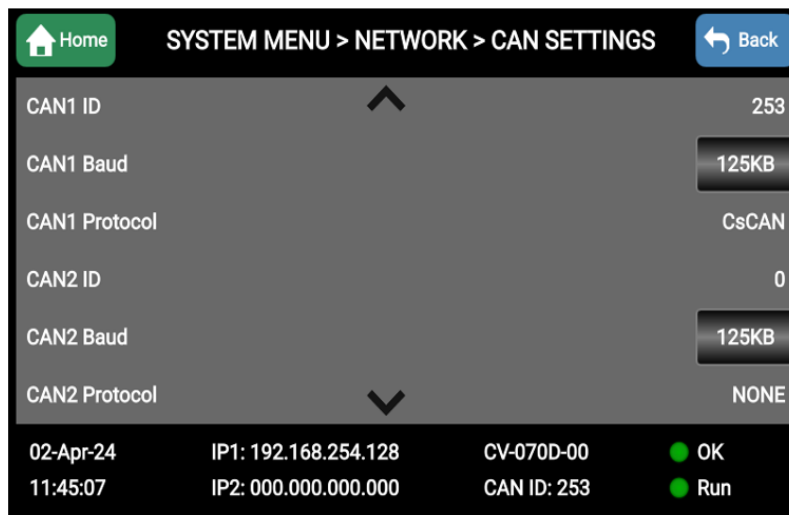 Home SYSTEM MENU > NETWORK > CAN SETTINGS Back
CAN1 ID 253
CAN1 Baud 125KB
CAN1 Protocol CsCAN
CAN2 ID 0
CAN2 Baud 125KB
CAN2 Protocol NONE
02-Apr-24 IP1: 192.168.254.128 CV-070D-00 OK
11:45:07 IP2: 000.000.000.000 CAN ID: 253 Run